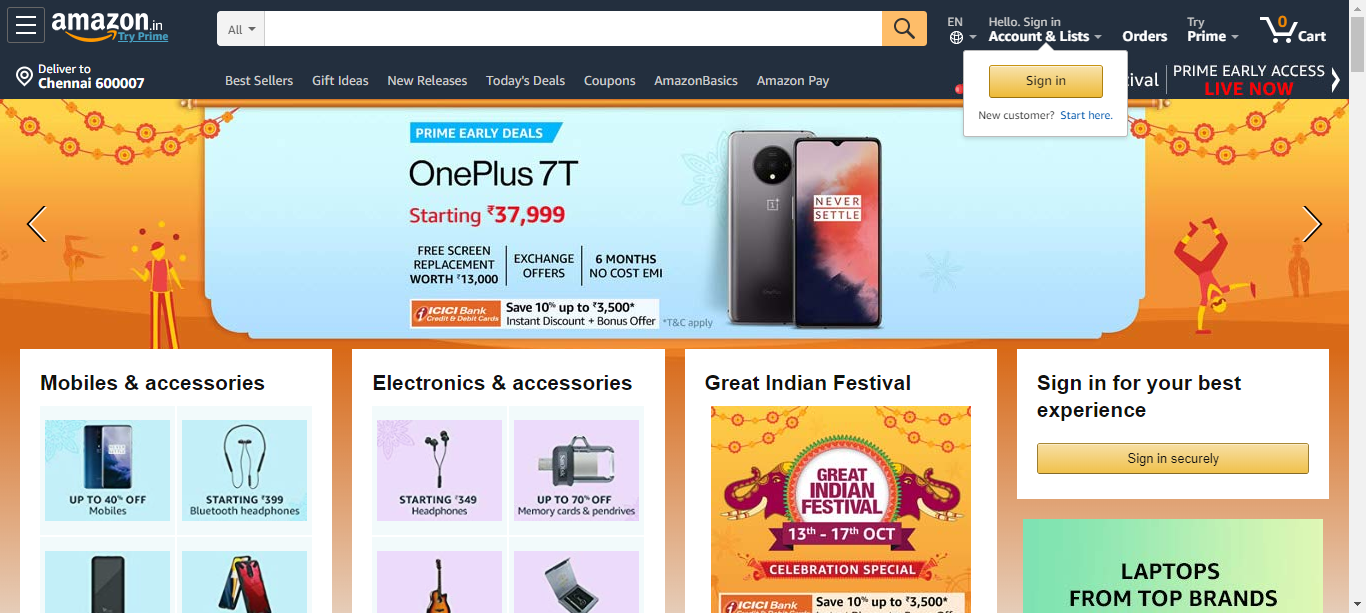 amazon.in
Try Prime
All
EN
Hello. Sign in
Account & Lists
Orders
Try
Prime
0
Cart
Deliver to
Chennai 600007
Best Sellers
Gift Ideas
New Releases
Today's Deals
Coupons
AmazonBasics
Amazon Pay
ival
PRIME EARLY ACCESS
LIVE NOW
Sign in
New customer? Start here.
PRIME EARLY DEALS
OnePlus 7T
Starting ₹37,999
FREE SCREEN
REPLACEMENT
WORTH ₹13,000
EXCHANGE
OFFERS
6 MONTHS
NO COST EMI
ICICI Bank
Credit & Debit Cards
Save 10% up to ₹3,500*
Instant Discount + Bonus Offer
*T&C apply
NEVER
SETTLE
Mobiles & accessories
UP TO 40% OFF
Mobiles
STARTING ₹399
Bluetooth headphones
Electronics & accessories
STARTING ₹349
Headphones
SanDisk
UP TO 70% OFF
Memory cards & pendrives
Great Indian Festival
GREAT
INDIAN
FESTIVAL
13th - 17th OCT
CELEBRATION SPECIAL
ICICI Bank
Save 10% up to ₹3,500*
Sign in for your best
experience
Sign in securely
LAPTOPS
FROM TOP BRANDS